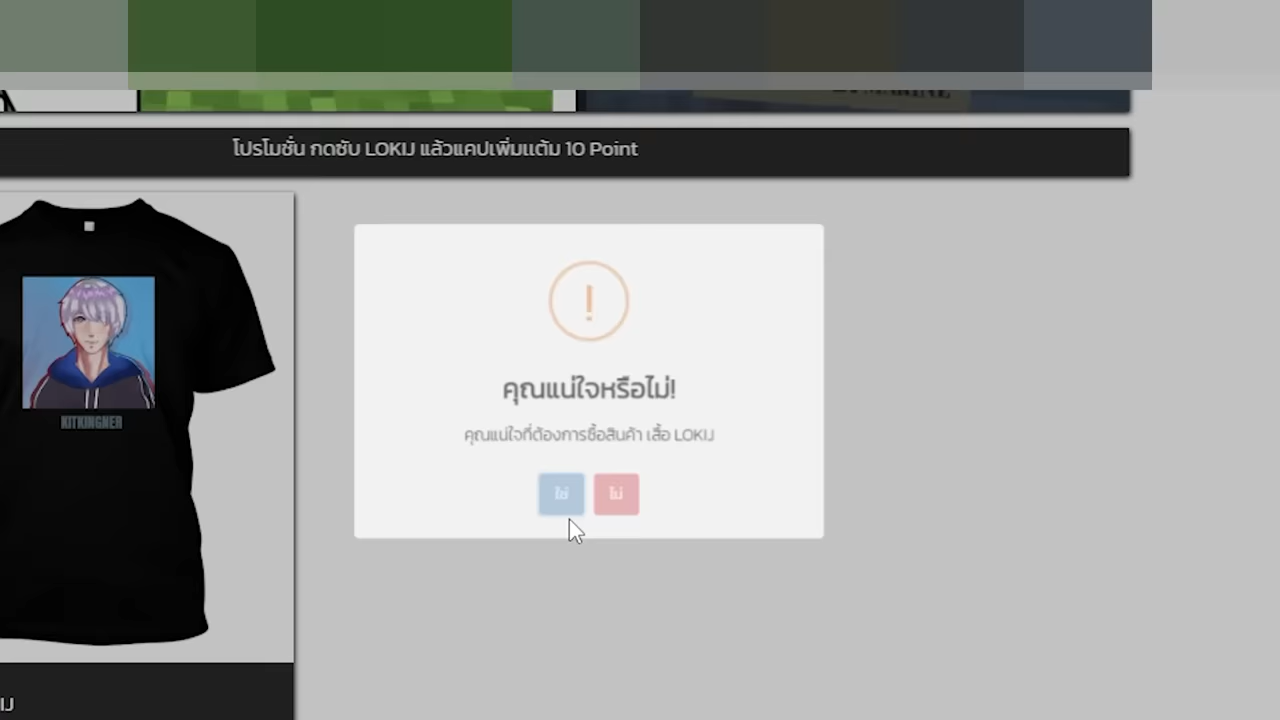 โปรโมชั่น กดซับ LOKIJ แล้วแคปเพิ่มแต้ม 10 Point
KITKINGNER
คุณแน่ใจหรือไม่!
คุณแน่ใจที่ต้องการซื้อสินค้า เสื้อ LOKIJ
ใช่
ไม่
IJ